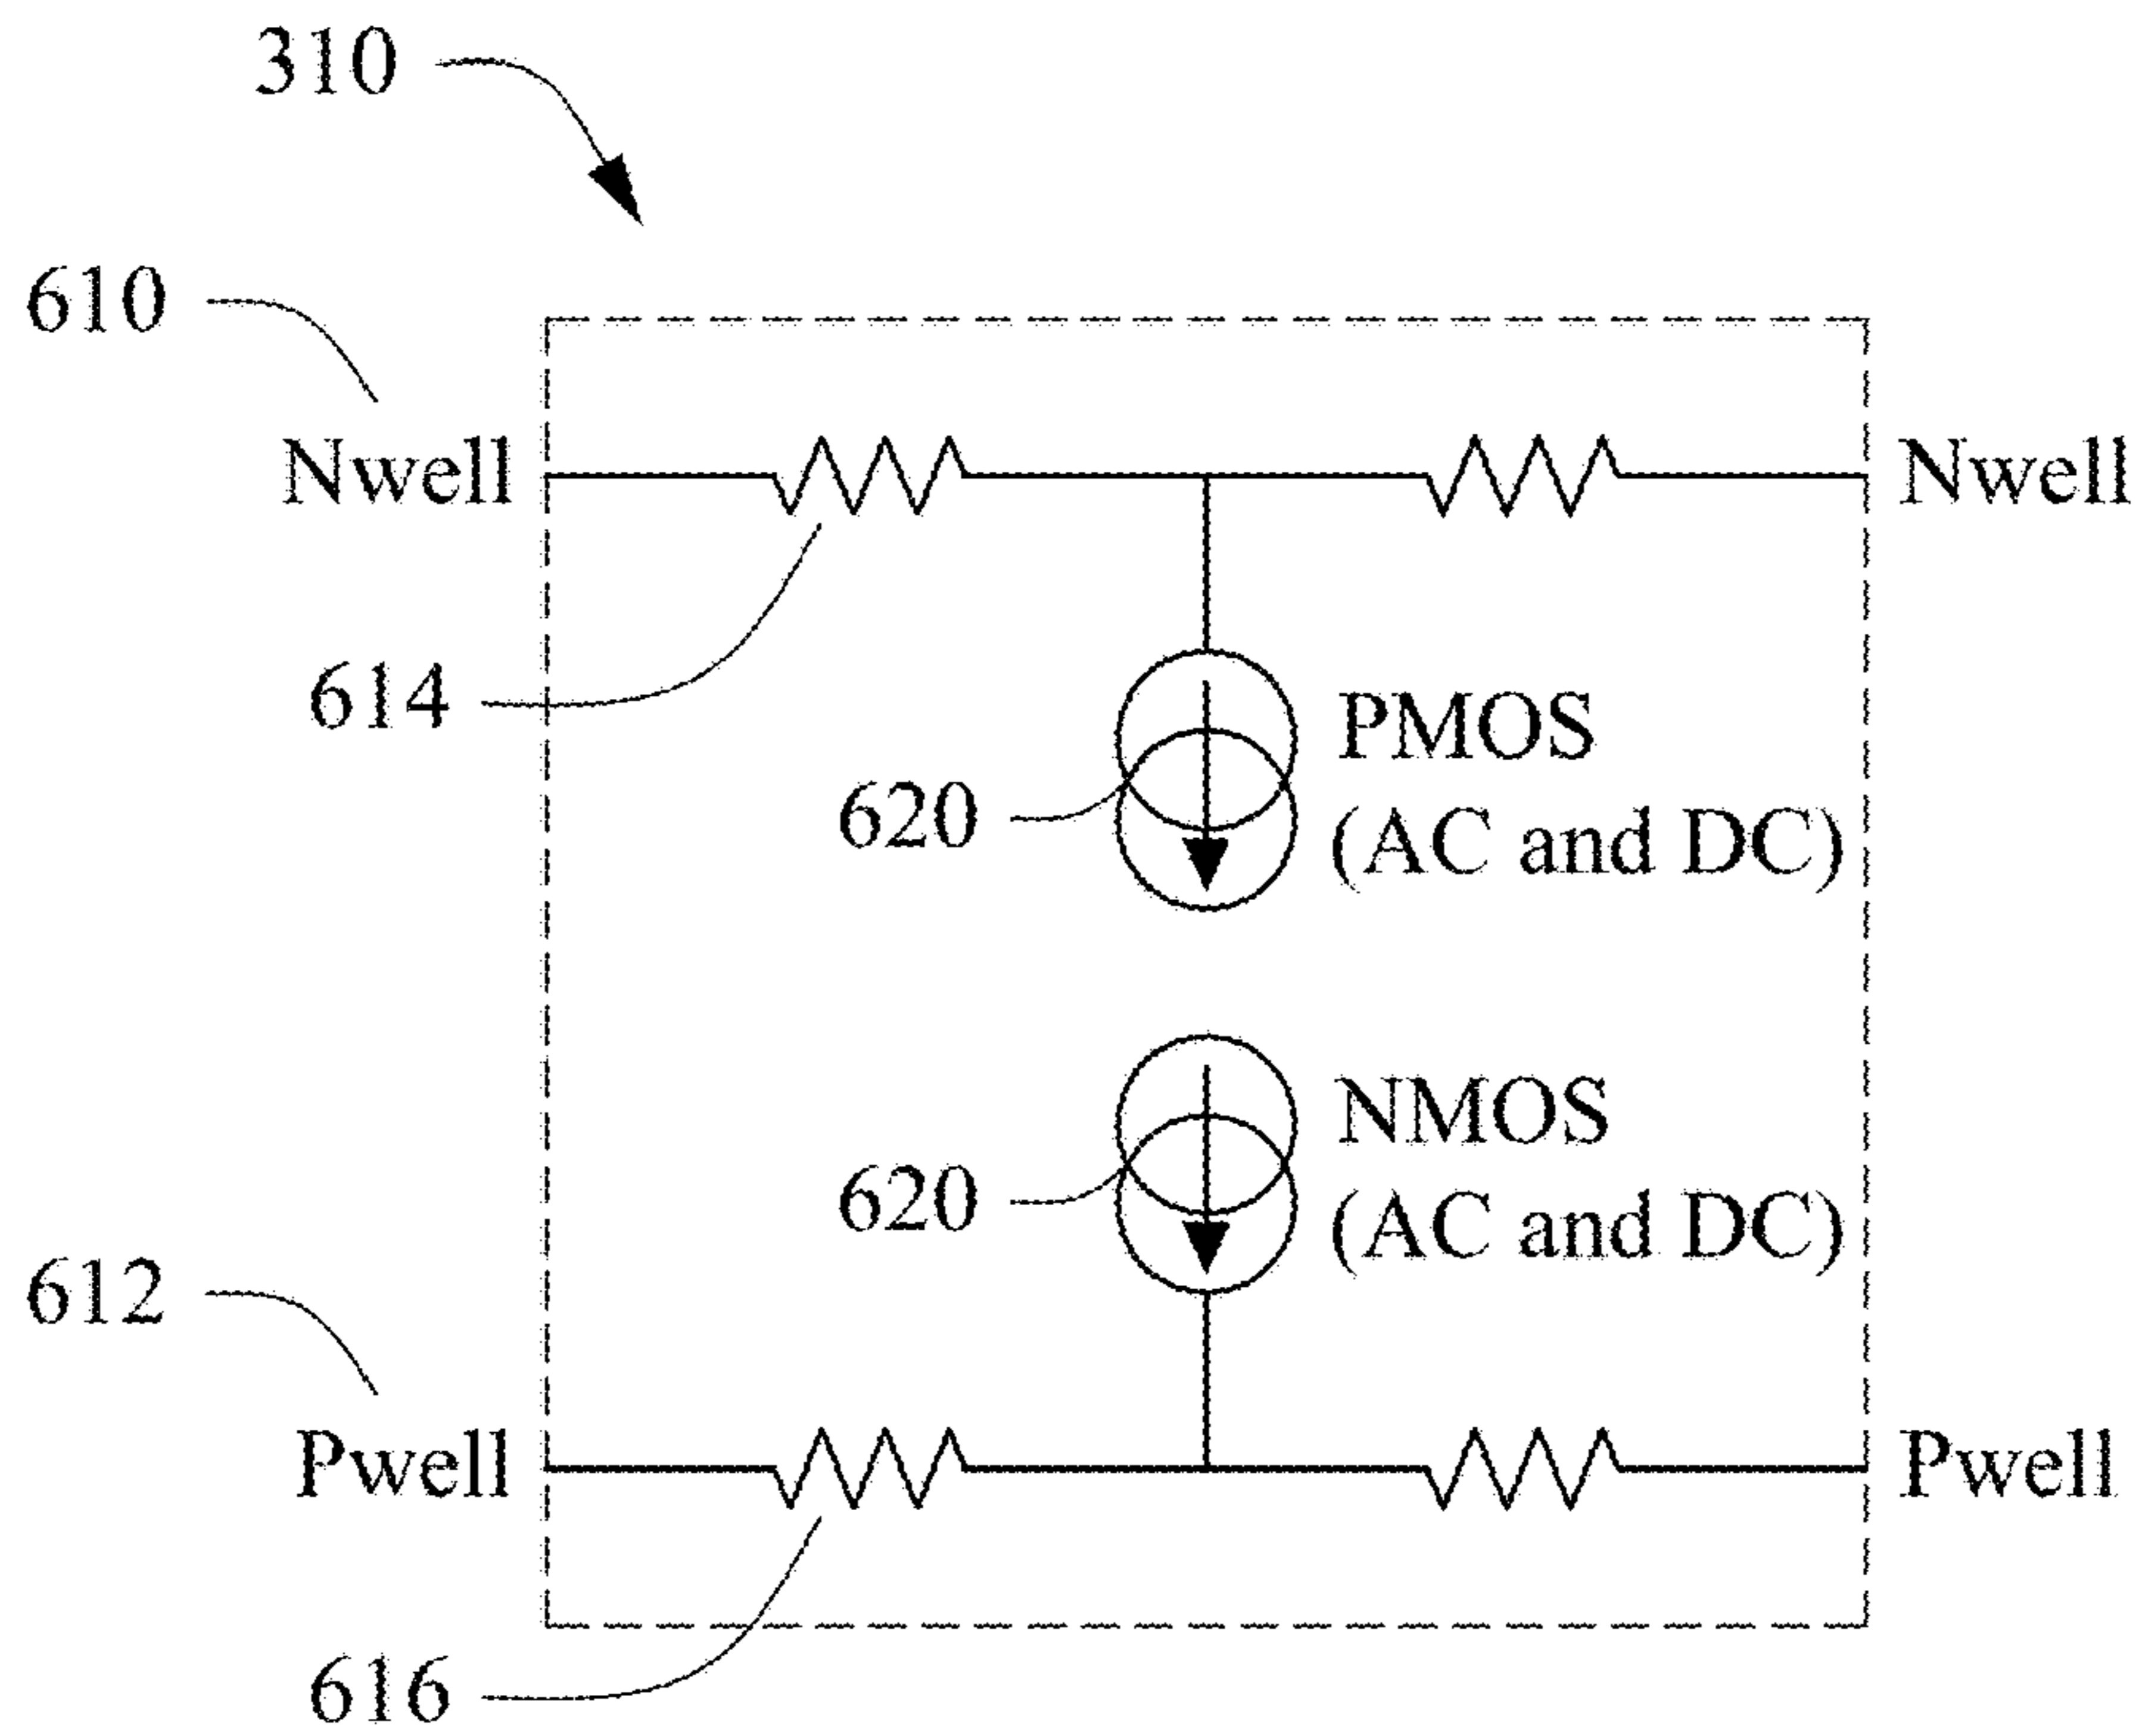 310
610
Nwell
Nwell
614
PMOS
620
(AC and DC)
NMOS
620
(AC and DC)
612
Pwell
Pwell
616